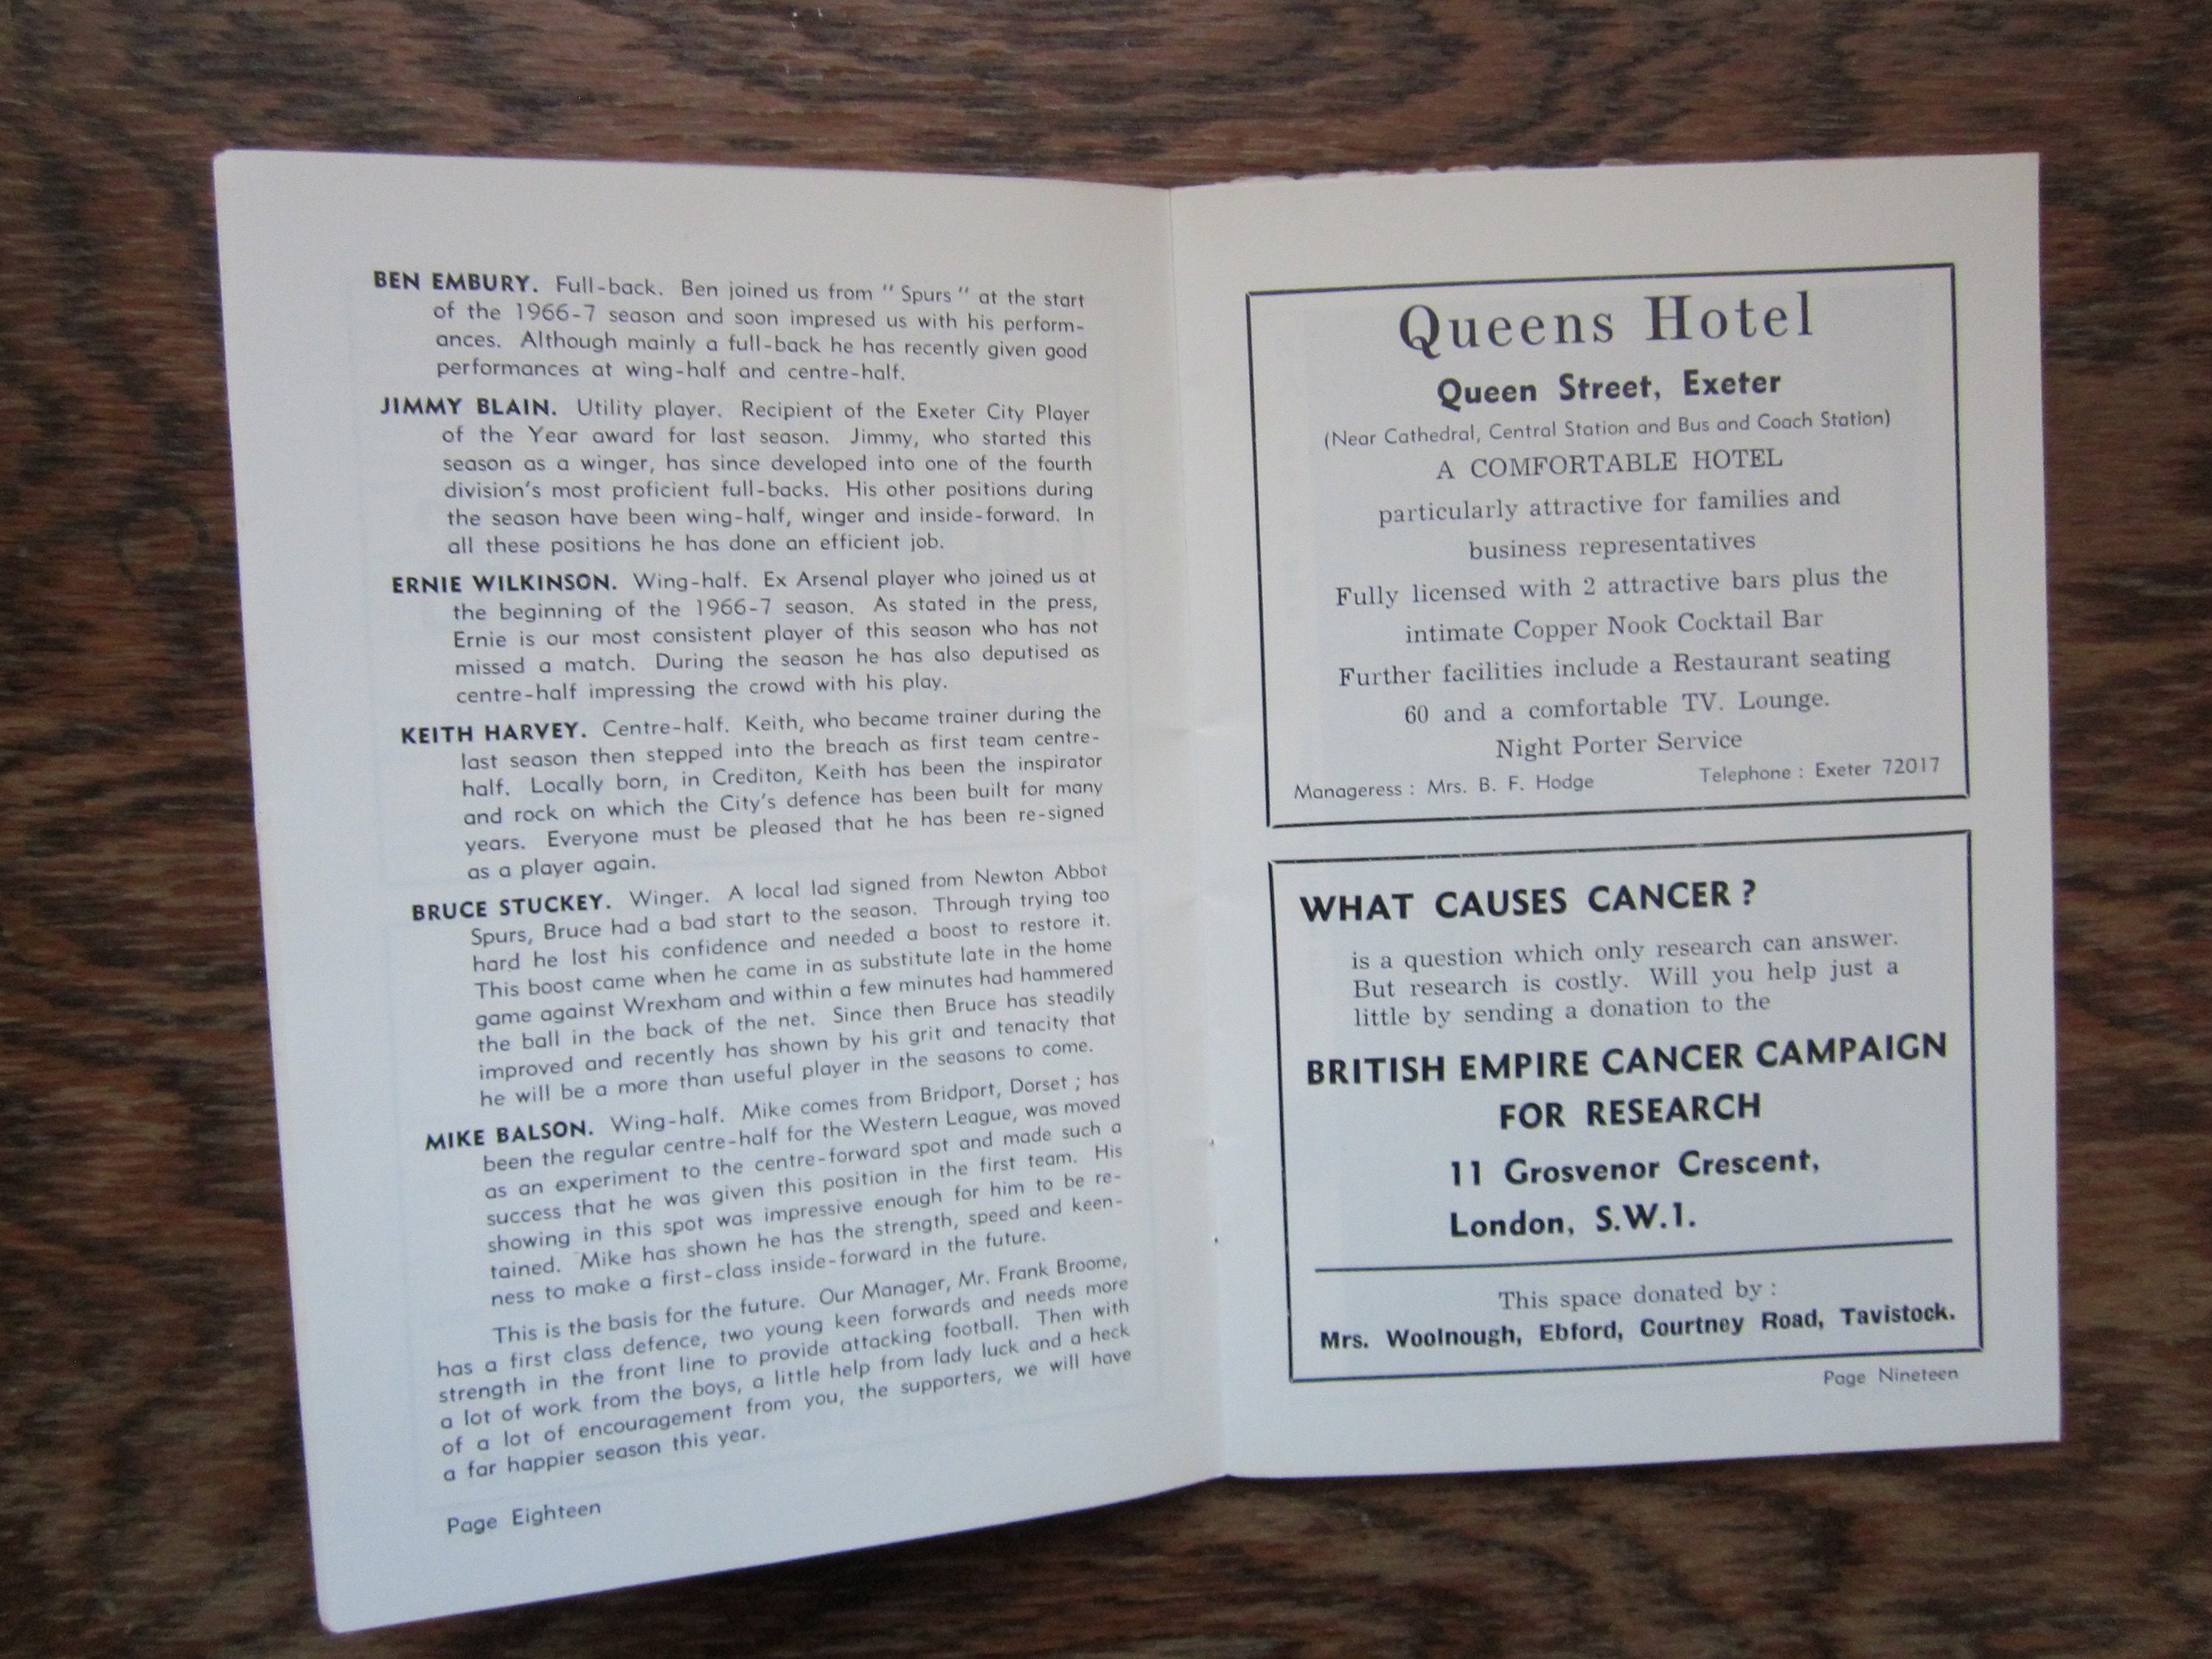 BEN EMBURY. Full-back. Ben joined us from " Spurs " at the start
of the 1966-7 season and soon impresed us with his perform-
ances. Although mainly a full-back he has recently given good
performances at wing-half and centre-half.
JIMMY BLAIN. Utility player. Recipient of the Exeter City Player
of the Year award for last season. Jimmy, who started this
season as a winger, has since developed into one of the fourth
division's most proficient full-backs. His other positions during
the season have been wing-half, winger and inside-forward. In
all these positions he has done an efficient job.
ERNIE WILKINSON. Wing-half. Ex Arsenal player who joined us at
the beginning of the 1966-7 season. As stated in the press,
Ernie is our most consistent player of this season who has not
missed a match. During the season he has also deputised as
centre-half impressing the crowd with his play.
KEITH HARVEY. Centre-half. Keith, who became trainer during the
last season then stepped into the breach as first team centre-
half. Locally born, in Crediton, Keith has been the inspirator
and rock on which the City's defence has been built for many
years. Everyone must be pleased that he has been re-signed
as a player again.
BRUCE STUCKEY. Winger. A local lad signed from Newton Abbot
Spurs, Bruce had a bad start to the season. Through trying too
hard he lost his confidence and needed a boost to restore it.
This boost came when he came in as substitute late in the home
game against Wrexham and within a few minutes had hammered
the ball in the back of the net. Since then Bruce has steadily
improved and recently has shown by his grit and tenacity that
he will be a more than useful player in the seasons to come.
MIKE BALSON. Wing-half. Mike comes from Bridport, Dorset ; has
been the regular centre-half for the Western League, was moved
as an experiment to the centre-forward spot and made such a
success that he was given this position in the first team. His
showing in this spot was impressive enough for him to be re-
tained. Mike has shown he has the strength, speed and keen-
ness to make a first-class inside-forward in the future.
This is the basis for the future. Our Manager, Mr. Frank Broome,
has a first class defence, two young keen forwards and needs more
strength in the front line to provide attacking football. Then with
a lot of work from the boys, a little help from lady luck and a heck
of a lot of encouragement from you, the supporters, we will have
a far happier season this year.
Page Eighteen
Queens Hotel
Queen Street, Exeter
(Near Cathedral, Central Station and Bus and Coach Station)
A COMFORTABLE HOTEL
particularly attractive for families and
business representatives
Fully licensed with 2 attractive bars plus the
intimate Copper Nook Cocktail Bar
Further facilities include a Restaurant seating
60 and a comfortable TV. Lounge.
Night Porter Service
Manageress : Mrs. B. F. Hodge Telephone : Exeter 72017
WHAT CAUSES CANCER ?
is a question which only research can answer.
But research is costly. Will you help just a
little by sending a donation to the
BRITISH EMPIRE CANCER CAMPAIGN
FOR RESEARCH
11 Grosvenor Crescent,
London, S.W.1.
This space donated by :
Mrs. Woolnough, Ebford, Courtney Road, Tavistock.
Page Nineteen